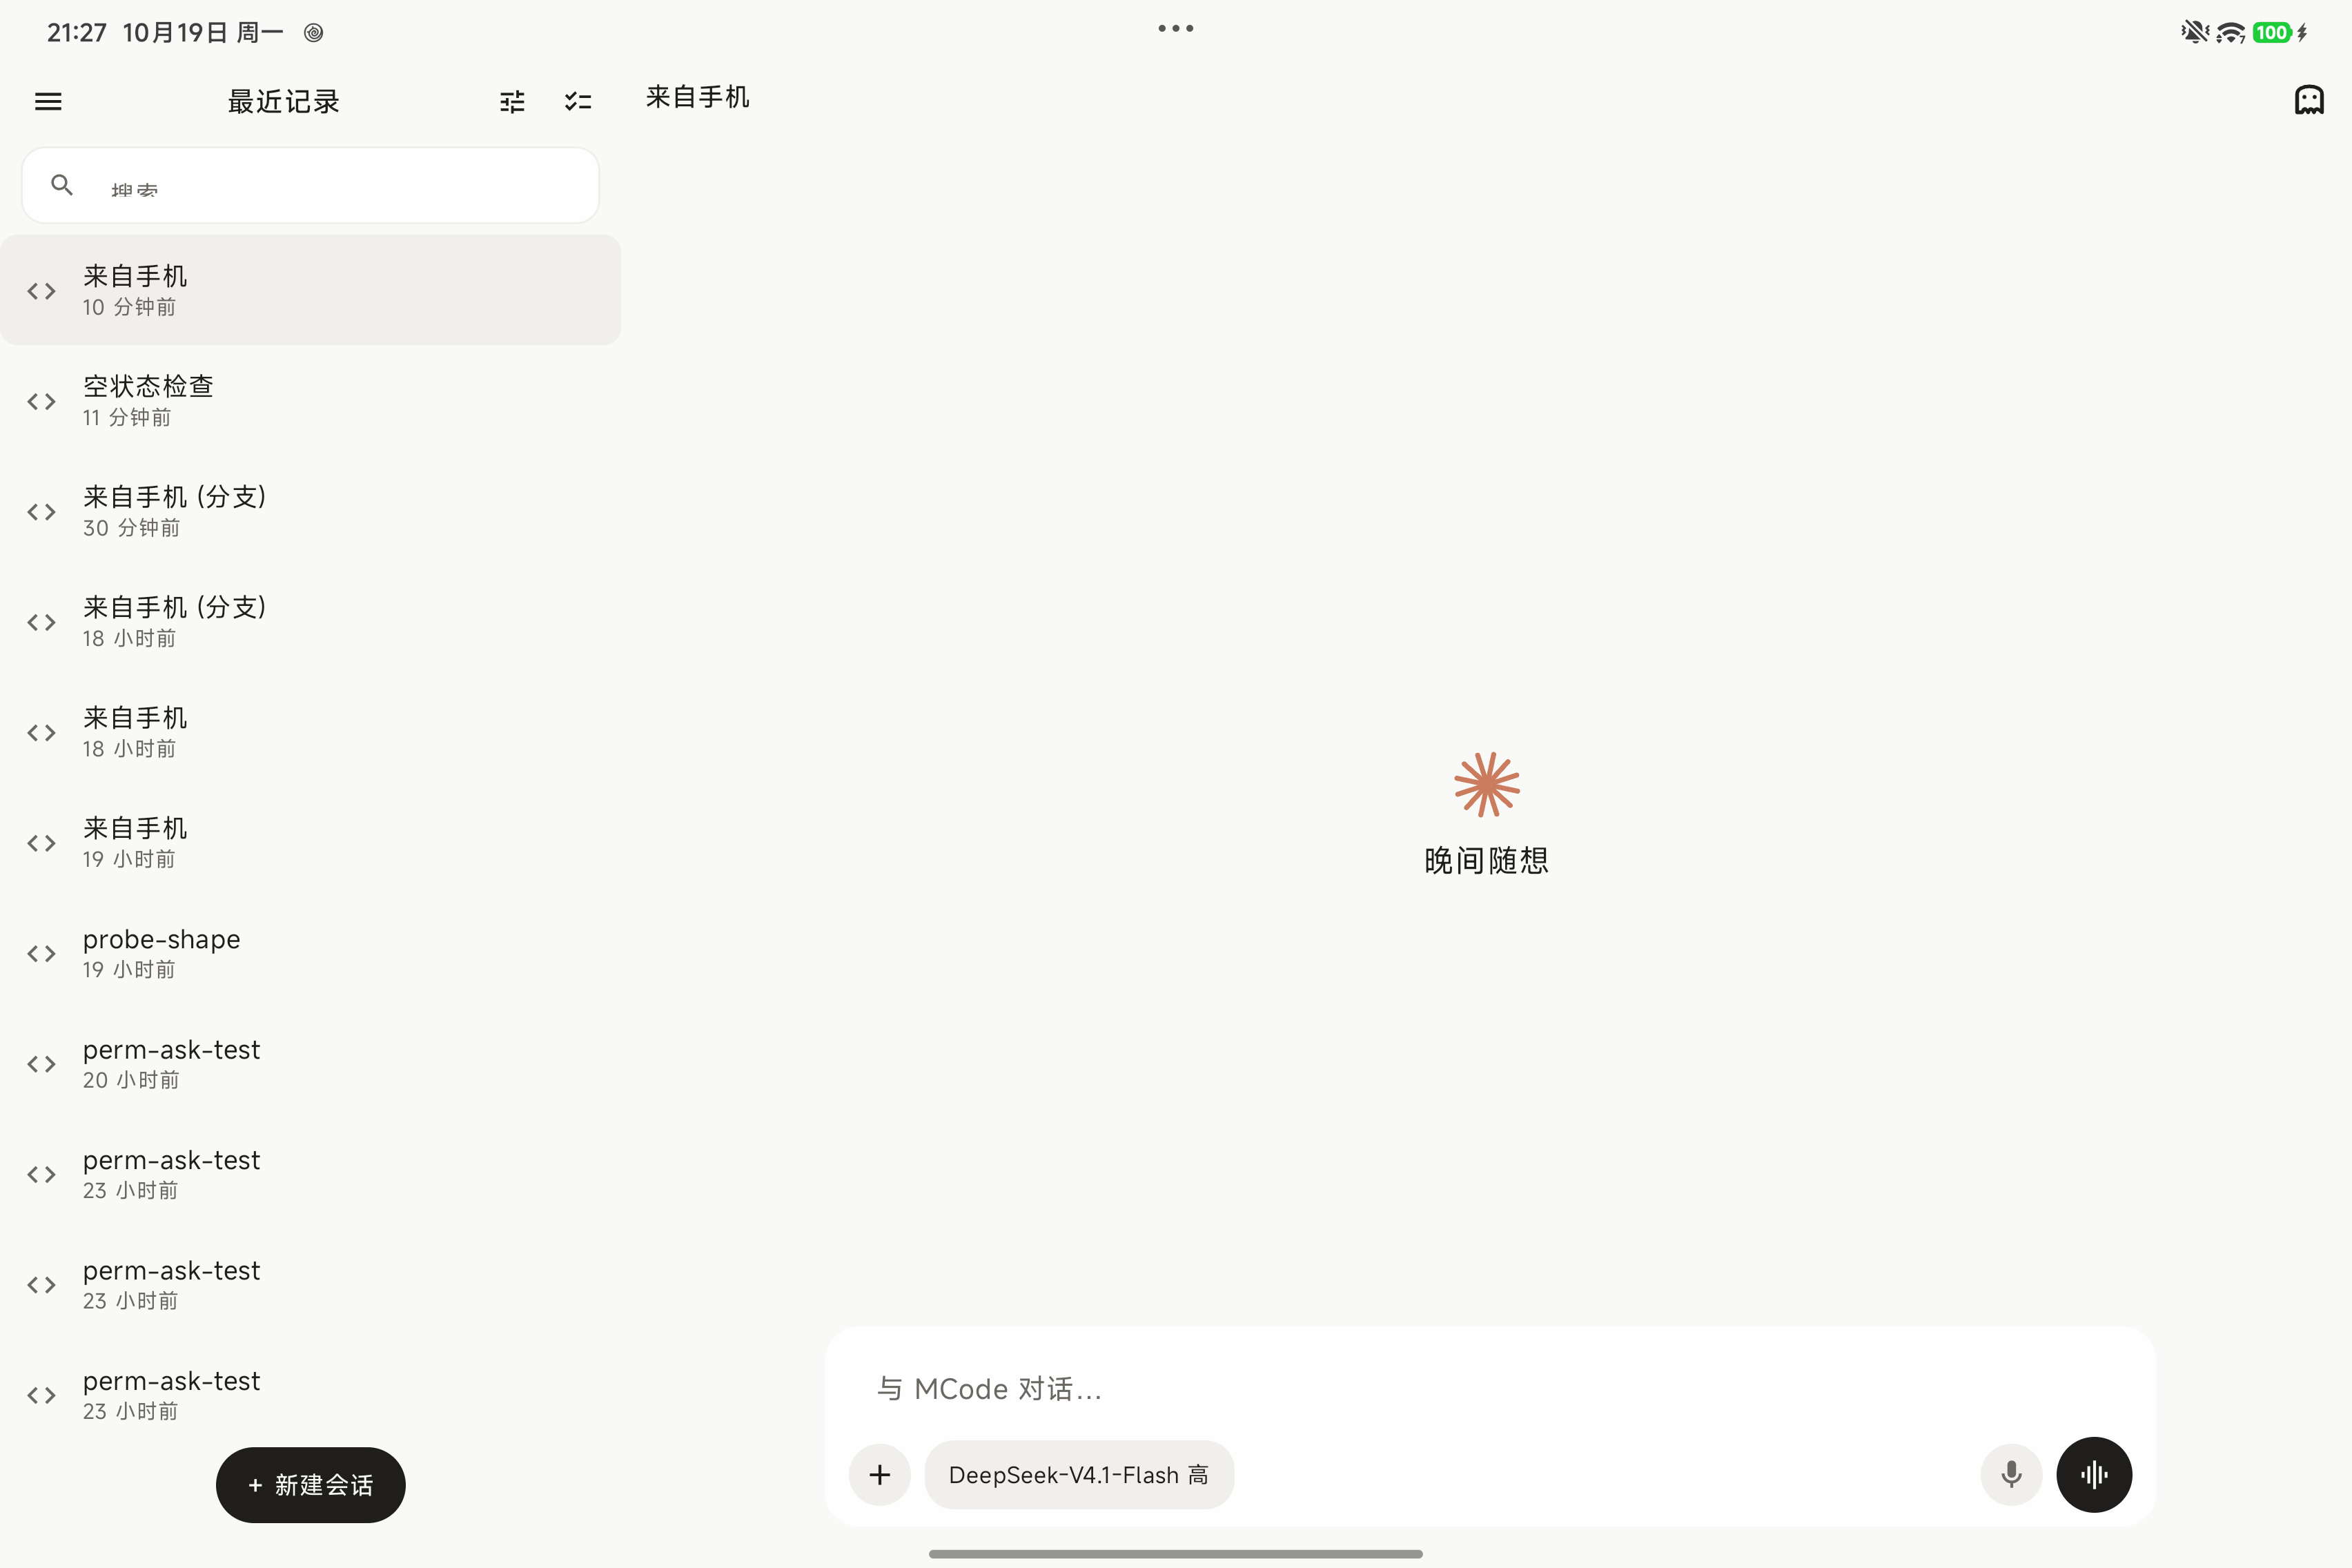 21:27 10月19日 周一
100
最近记录
来自手机
搜索
来自手机
10 分钟前
空状态检查
11 分钟前
来自手机 (分支)
30 分钟前
来自手机 (分支)
18 小时前
来自手机
18 小时前
来自手机
19 小时前
probe-shape
19 小时前
perm-ask-test
20 小时前
perm-ask-test
23 小时前
perm-ask-test
23 小时前
perm-ask-test
23 小时前
+ 新建会话
晚间随想
与 MCode 对话...
DeepSeek-V4.1-Flash 高